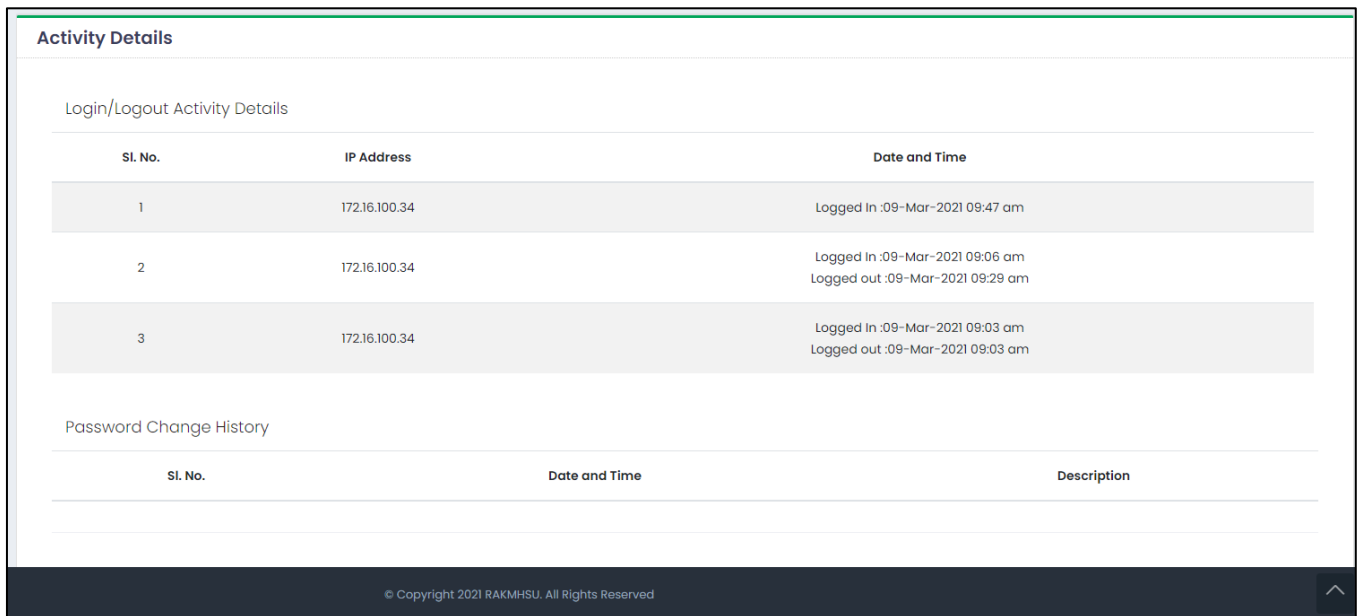 Activity Details
Login/Logout Activity Details
Sl. No. IP Address Date and Time
1 172.16.100.34 Logged In :09-Mar-2021 09:47 am
2 172.16.100.34 Logged In :09-Mar-2021 09:06 am
Logged out :09-Mar-2021 09:29 am
3 172.16.100.34 Logged In :09-Mar-2021 09:03 am
Logged out :09-Mar-2021 09:03 am
Password Change History
Sl. No. Date and Time Description
© Copyright 2021 RAKMHSU. All Rights Reserved